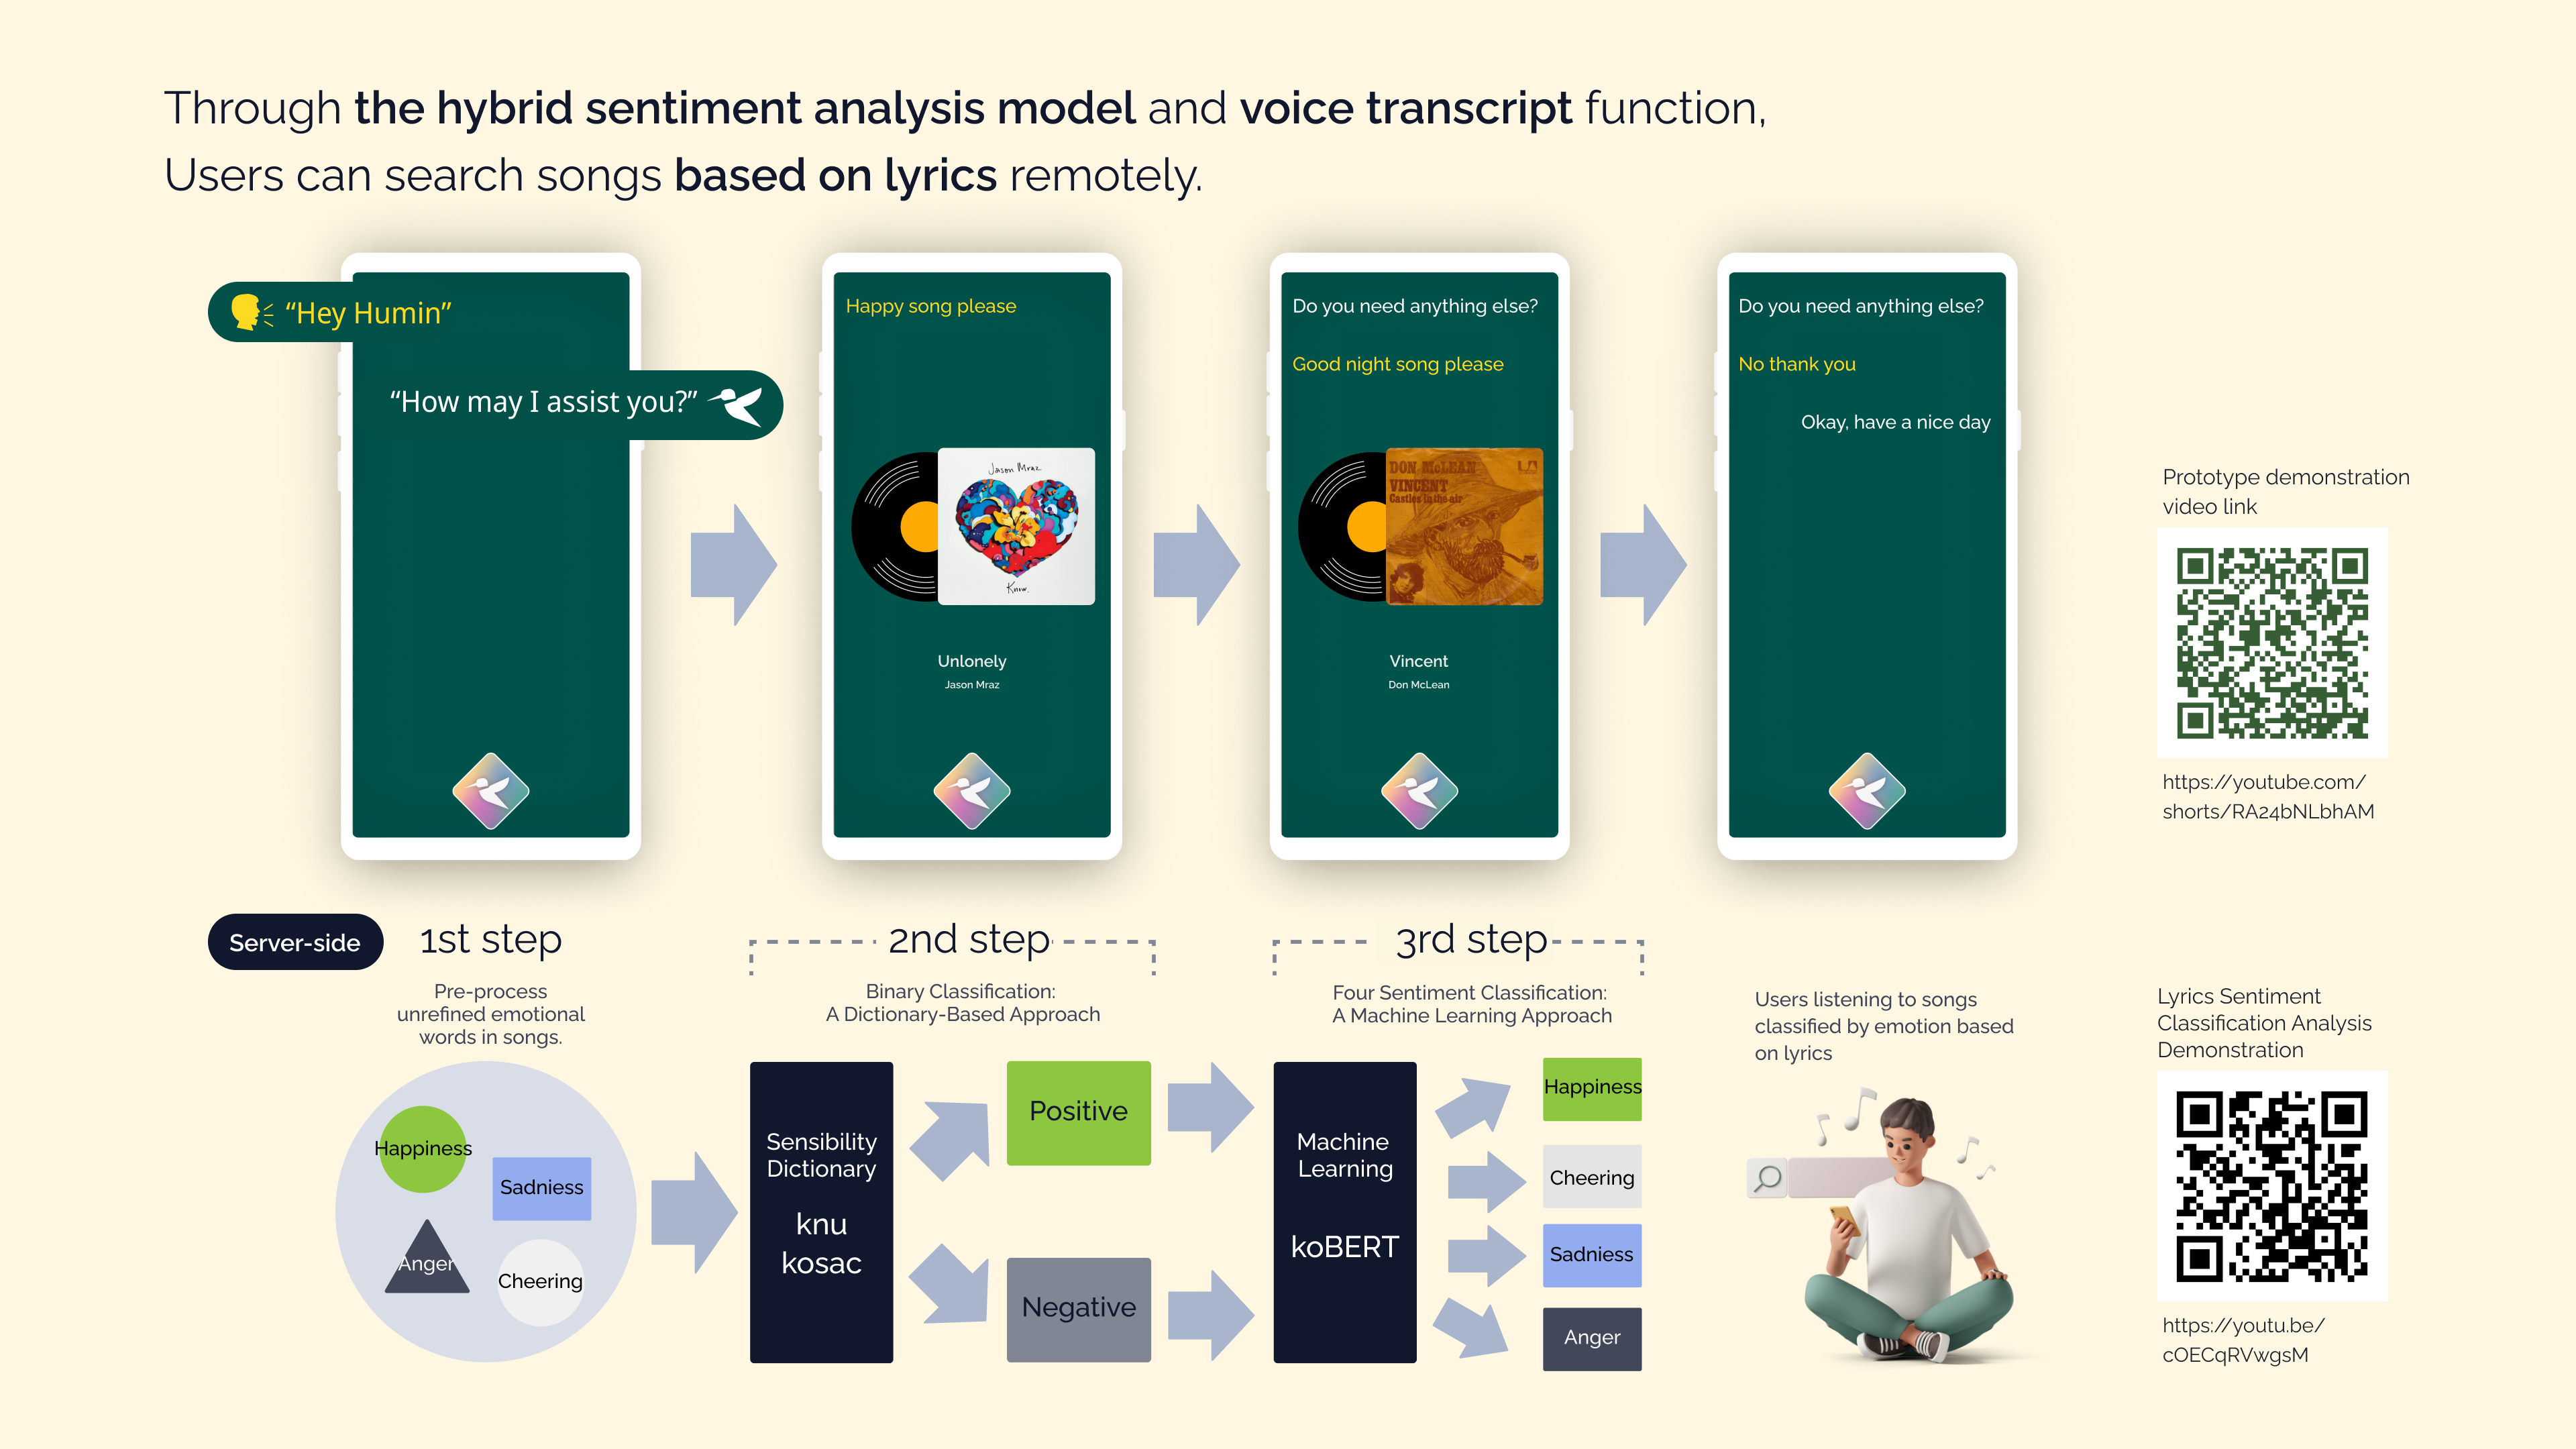 Through the hybrid sentiment analysis model and voice transcript function,
Users can search songs based on lyrics remotely.
“Hey Humin”
“How may I assist you?”
Happy song please
Jason Mraz
Know.
Unlonely
Jason Mraz
Do you need anything else?
Good night song please
DON McLEAN
VINCENT
Castles in the air
UA
Vincent
Don McLean
Do you need anything else?
No thank you
Okay, have a nice day
Prototype demonstration
video link
https://youtube.com/
shorts/RA24bNLbhAM
Server-side
1st step
Pre-process
unrefined emotional
words in songs.
Happiness
Sadniess
Anger
Cheering
2nd step
Binary Classification:
A Dictionary-Based Approach
Sensibility
Dictionary
knu
kosac
Positive
Negative
3rd step
Four Sentiment Classification:
A Machine Learning Approach
Machine
Learning
koBERT
Happiness
Cheering
Sadniess
Anger
Users listening to songs
classified by emotion based
on lyrics
Lyrics Sentiment
Classification Analysis
Demonstration
https://youtu.be/
cOECqRVwgsM